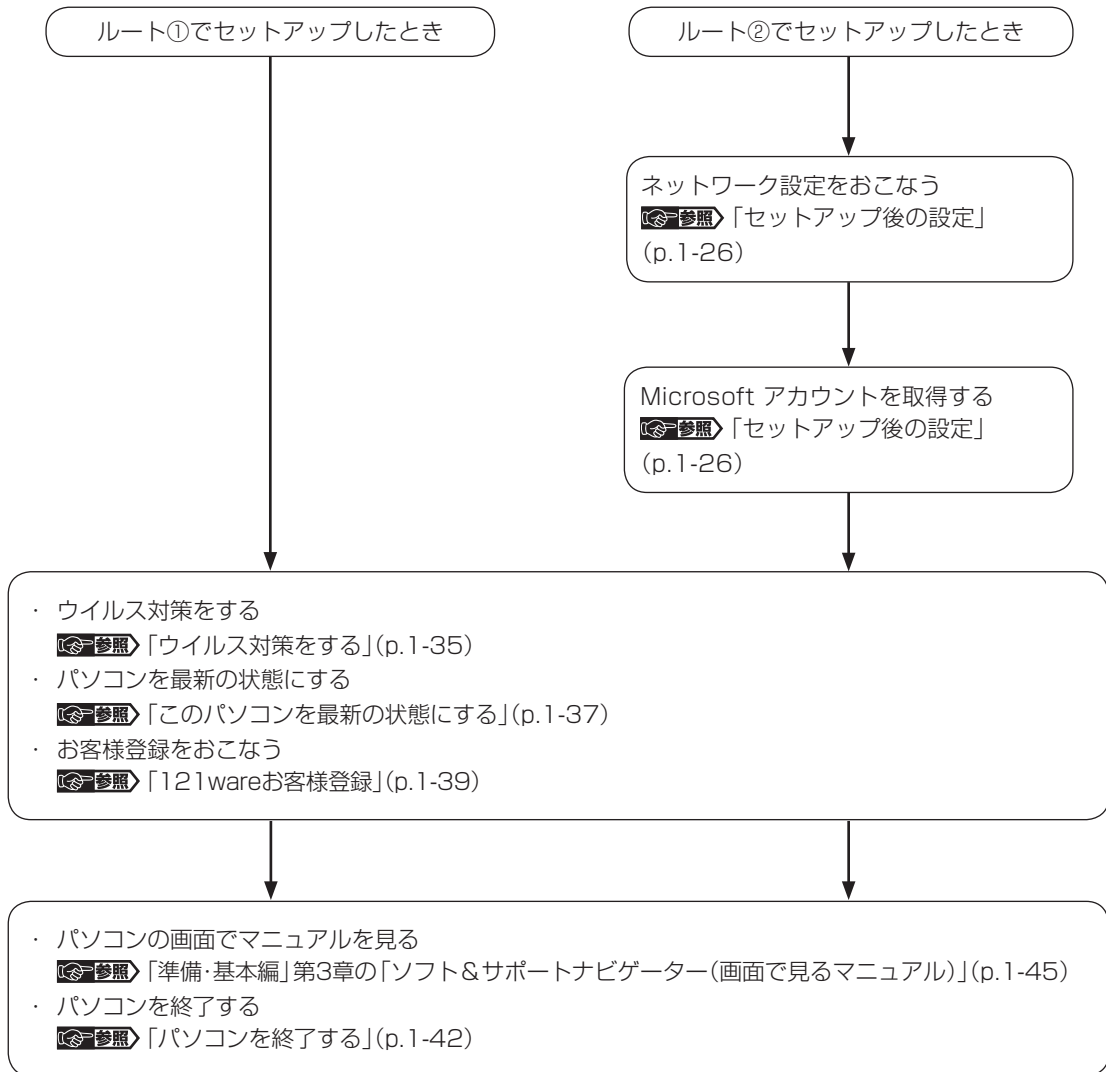 ルート①でセットアップしたとき
ルート②でセットアップしたとき
ネットワーク設定をおこなう
参照「セットアップ後の設定」
(p.1-26)
Microsoft アカウントを取得する
参照「セットアップ後の設定」
(p.1-26)
・ ウイルス対策をする
参照「ウイルス対策をする」(p.1-35)
・ パソコンを最新の状態にする
参照「このパソコンを最新の状態にする」(p.1-37)
・ お客様登録をおこなう
参照「121wareお客様登録」(p.1-39)
・ パソコンの画面でマニュアルを見る
参照「準備・基本編」第3章の「ソフト&サポートナビゲーター(画面で見るマニュアル)」(p.1-45)
・ パソコンを終了する
参照「パソコンを終了する」(p.1-42)